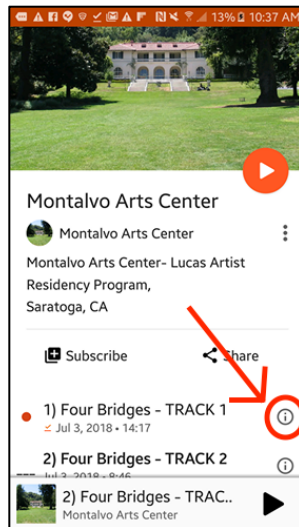 13% 10:37 AM
Montalvo Arts Center
Montalvo Arts Center
Montalvo Arts Center- Lucas Artist
Residency Program,
Saratoga, CA
Subscribe
Share
1) Four Bridges - TRACK 1
Jul 3, 2018 • 14:17
2) Four Bridges - TRACK 2
Jul 3, 2018 • 8:46
2) Four Bridges - TRAC..
Montalvo Arts Center